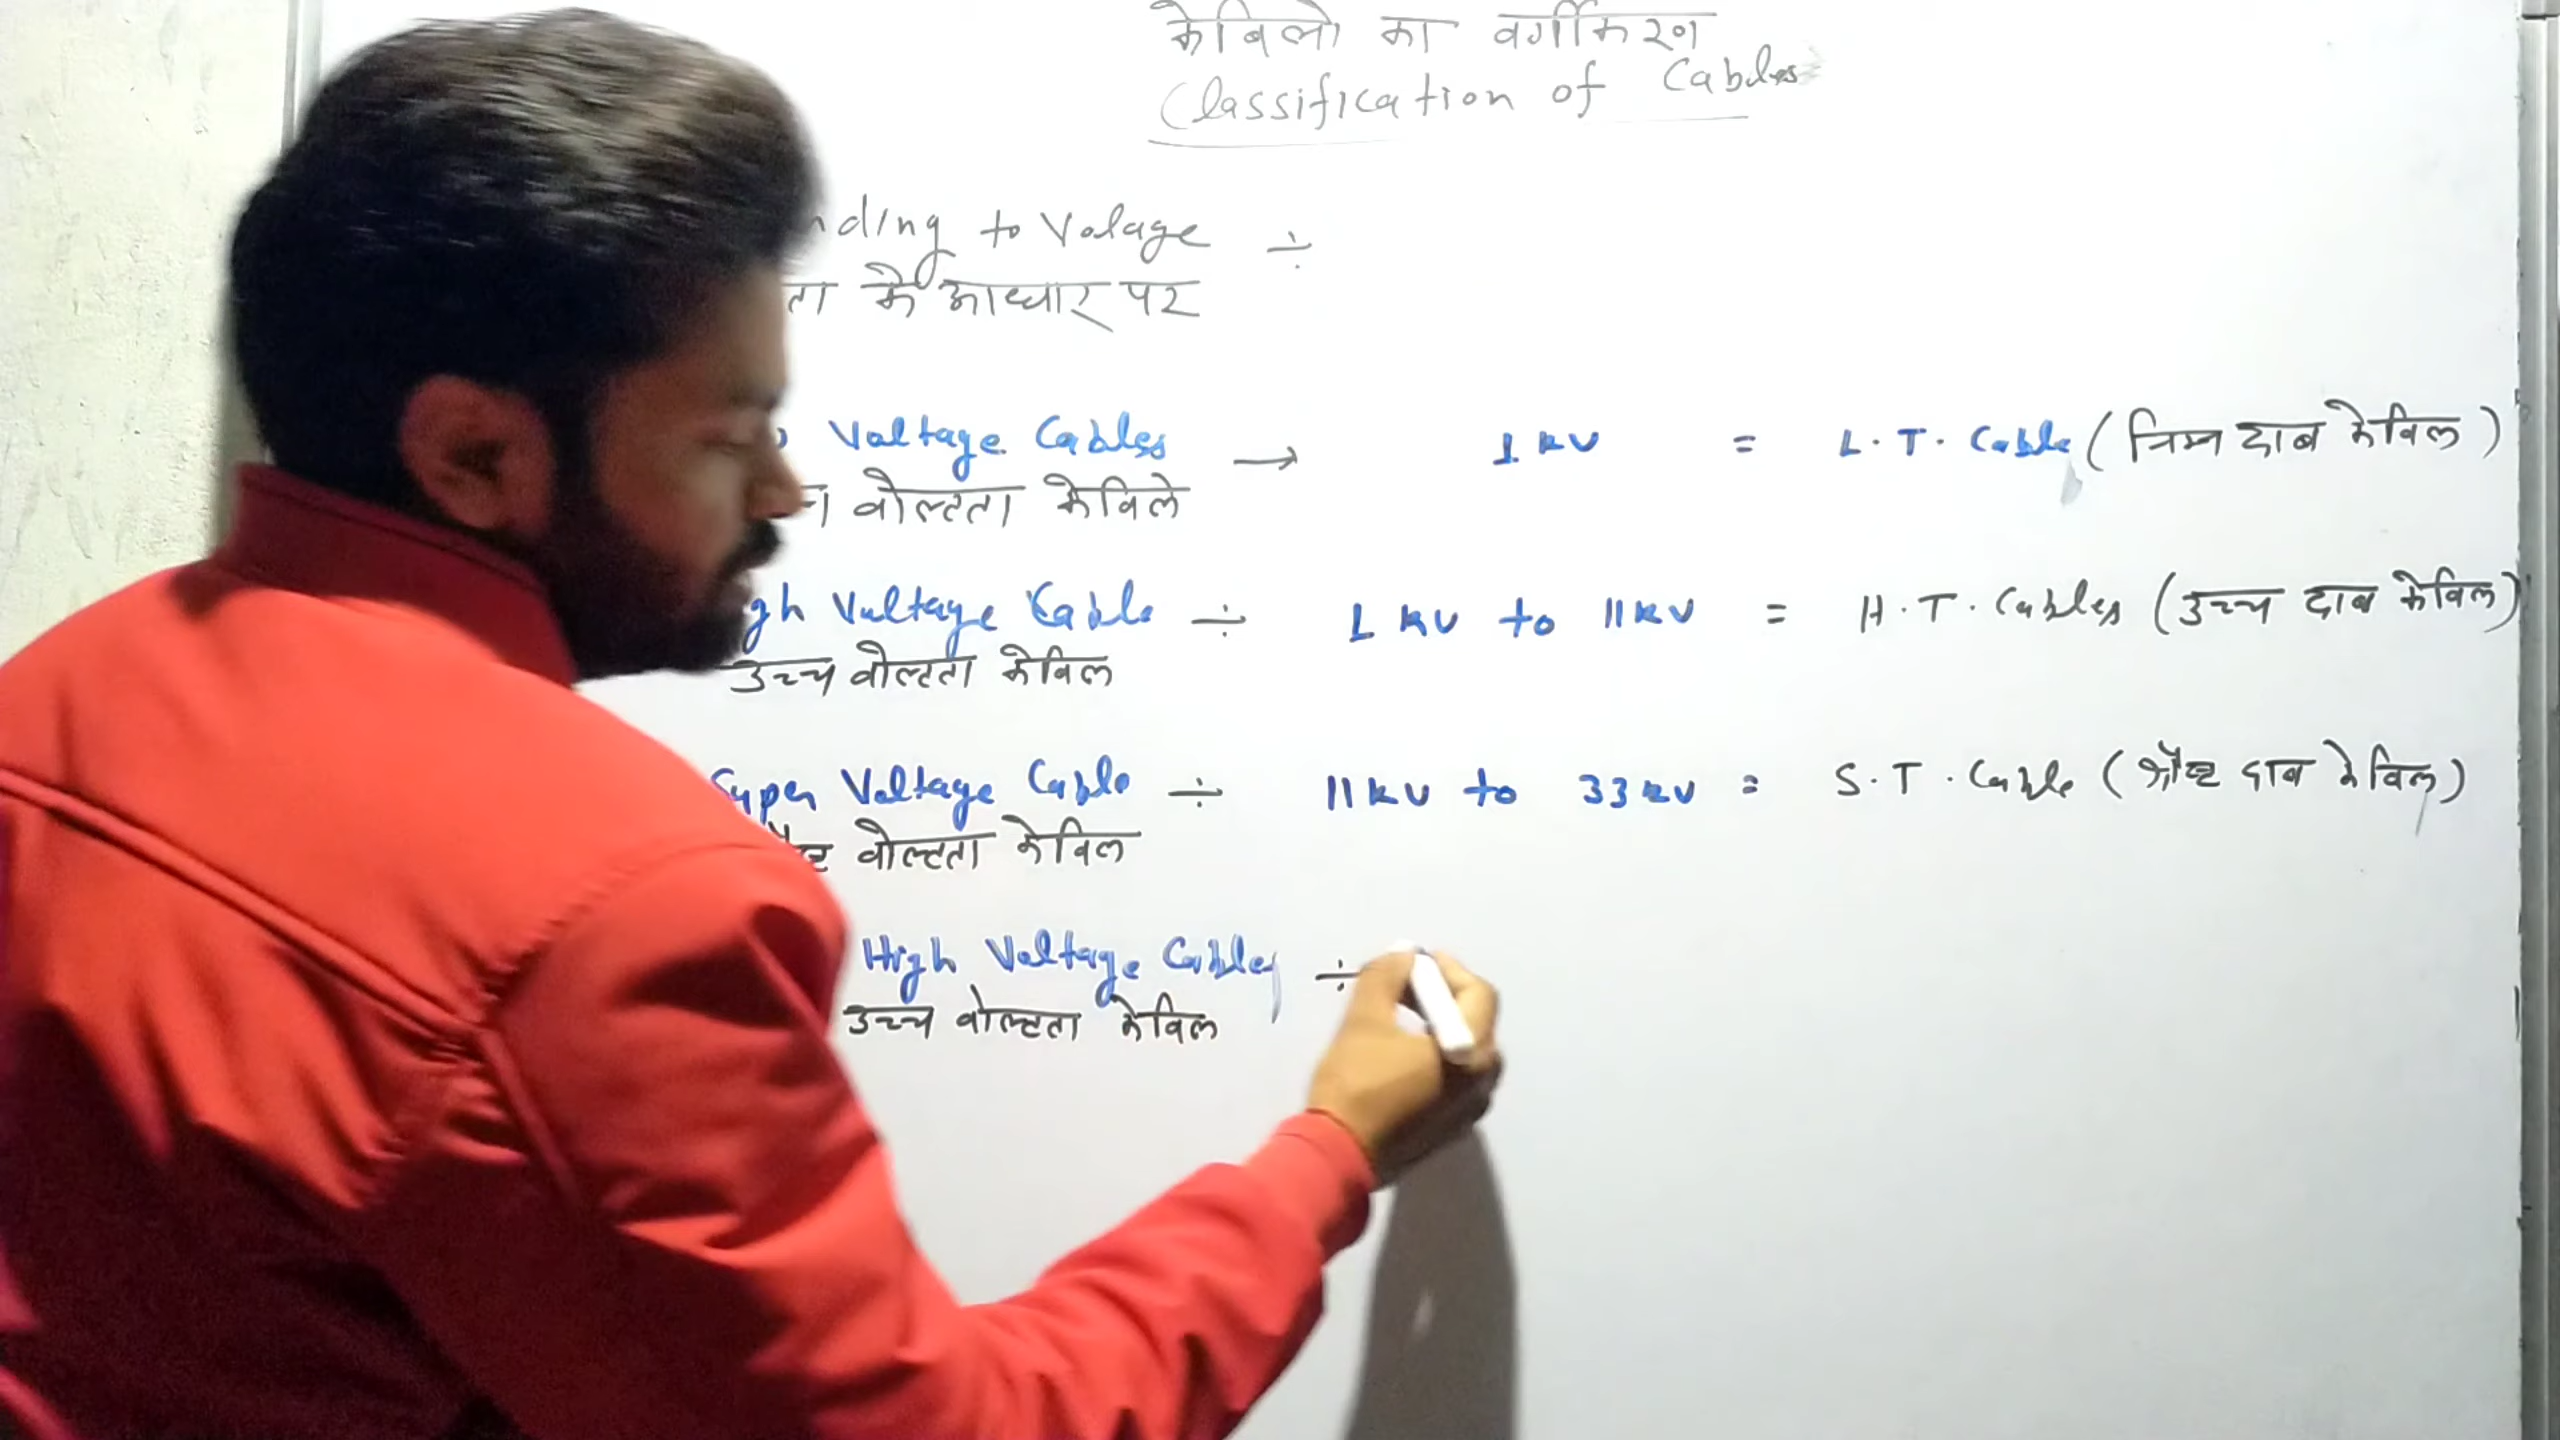 केबिलो का वर्गीकरण
Classification of Cables
nding to Volage ÷
ता के आधार पर
Voltage Cables → 1 KV = L.T. Cable (निम्न दाब केबिल)
वोल्टता केबिले
gh Voltage Cable ÷ 1 KV to 11KV = H.T. Cables (उच्च दाब केबिल)
उच्च वोल्टता केबिल
Super Voltage Cable ÷ 11KV to 33KV = S.T. Cable ( दाब केबिल)
वोल्टता केबिल
High Voltage Cables ÷
उच्च वोल्टता केबिल